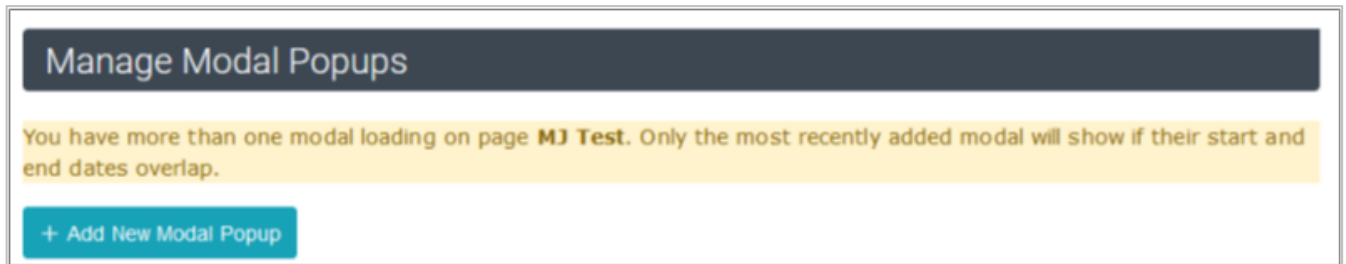 Manage Modal Popups
You have more than one modal loading on page MJ Test. Only the most recently added modal will show if their start and
end dates overlap.
+ Add New Modal Popup